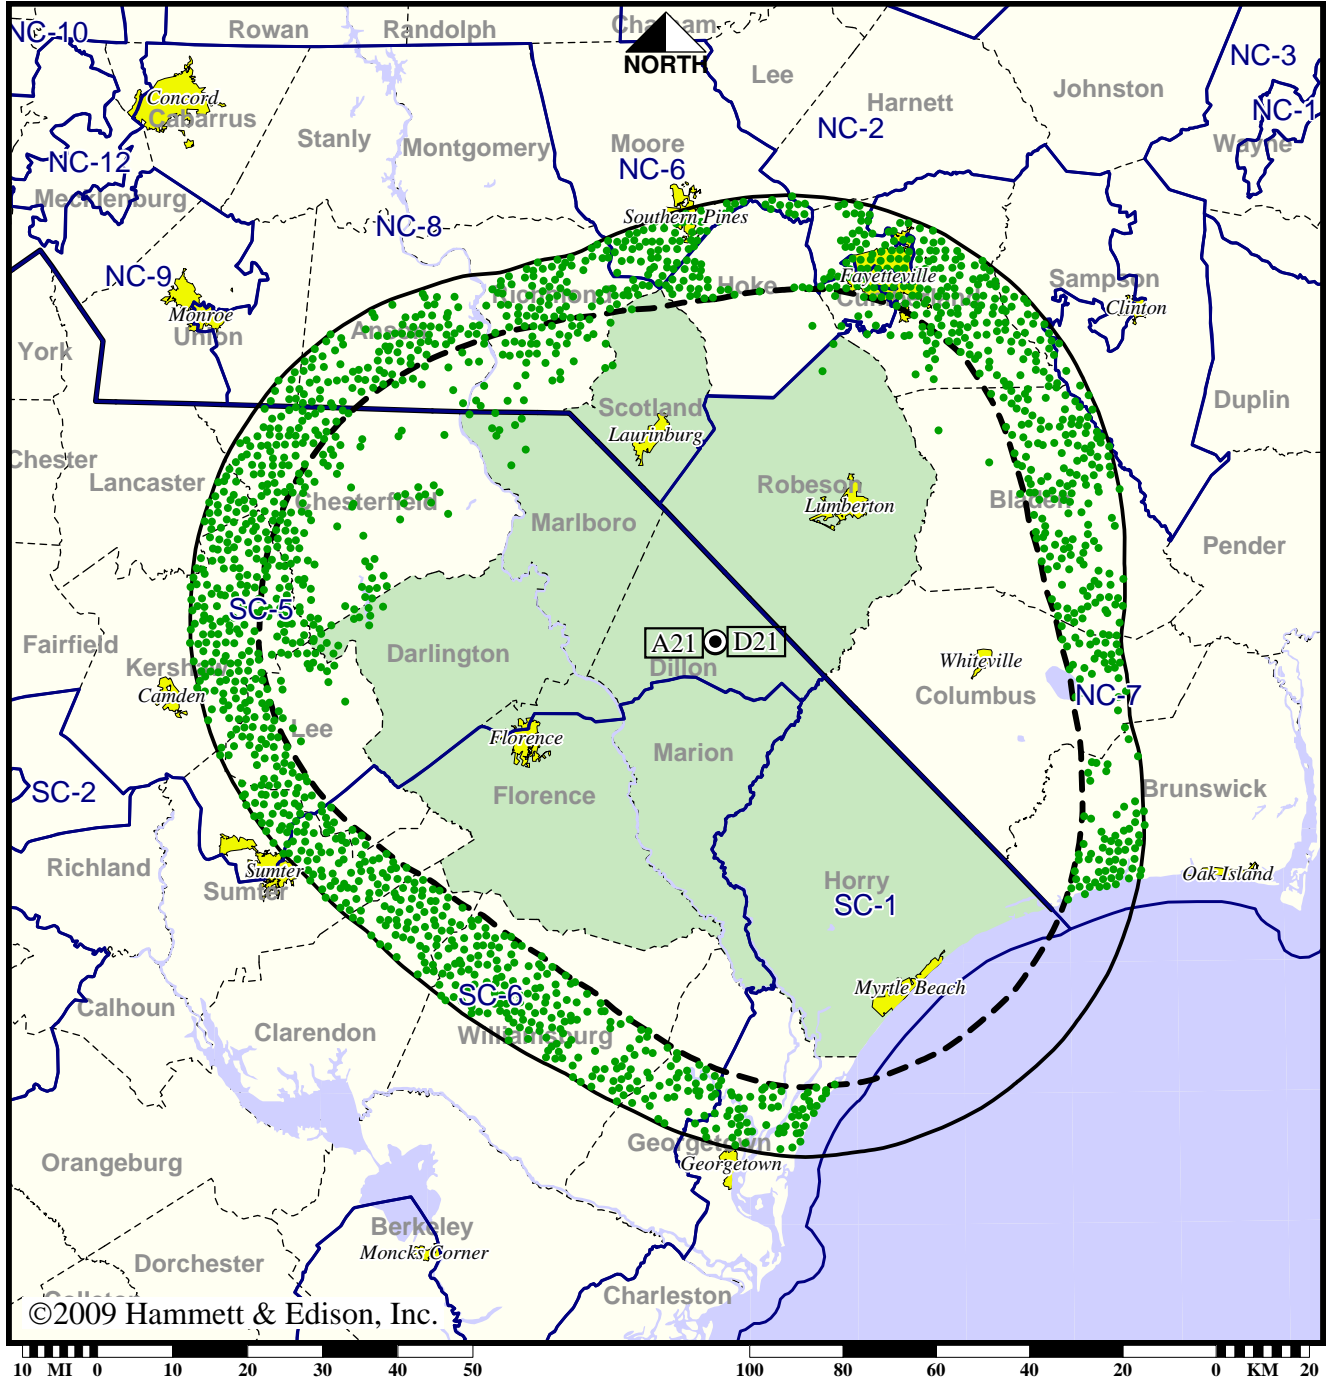 NC-10
Rowan
Randolph
Chatham
NORTH
Lee
NC-3
Johnston
Harnett
NC-1
Concord
Cabarrus
Stanly
Montgomery
Moore
NC-2
Wayne
NC-12
NC-6
Mecklenburg
Southern Pines
NC-8
NC-9
Hoke
Fayetteville
Cumberland
Sampson
Clinton
Richmond
Monroe
Union
Anson
York
Scotland
Laurinburg
Duplin
Chester
Lancaster
Chesterfield
Marlboro
Robeson
Lumberton
Bladen
Pender
SC-5
Fairfield
Kershaw
Camden
Darlington
A21
D21
Dillon
Whiteville
Columbus
NC-7
Lee
Florence
Marion
SC-2
Florence
Brunswick
Richland
Sumter
Sumter
Horry
SC-1
Oak Island
Myrtle Beach
SC-6
Calhoun
Clarendon
Williamsburg
Georgetown
Georgetown
Orangeburg
Berkeley
Moncks Corner
Dorchester
Charleston
©2009 Hammett & Edison, Inc.
10 MI 0 10 20 30 40 50 100 80 60 40 20 0 KM 20